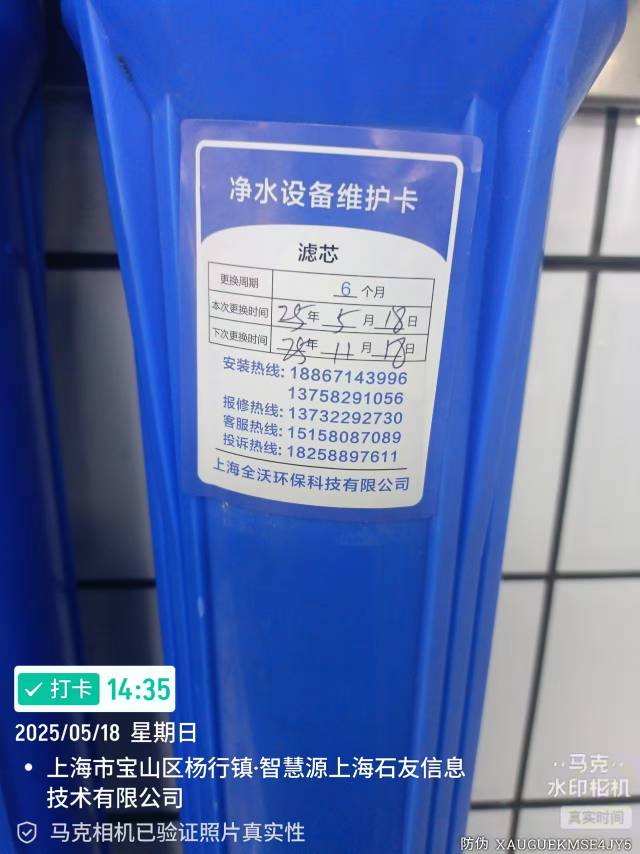 净水设备维护卡
滤芯
更换周期 6 个月
本次更换时间 25年 5月 18日
下次更换时间 25年 11月 18日
安装热线: 18867143996
13758291056
报修热线: 13732292730
客服热线: 15158087089
投诉热线: 18258897611
上海全沃环保科技有限公司
打卡 14:35
2025/05/18 星期日
上海市宝山区杨行镇·智慧源上海石友信息
技术有限公司
马克相机已验证照片真实性
马克
水印相机
真实时间
防伪 XAUGUEKMSE4JY5